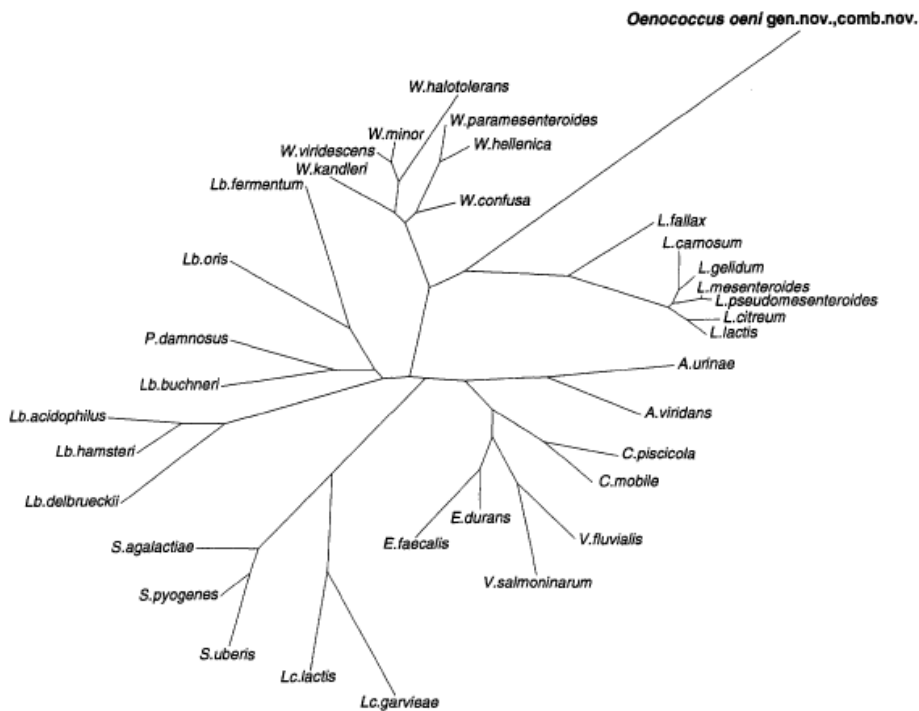 Oenococcus oeni gen.nov.,comb.nov.
W.halotolerans
W.paramesenteroides
W.minor
W.hellenica
W.viridescens
W.kandleri
Lb.fermentum
W.confusa
L.fallax
L.carnosum
Lb.oris
L.gelidum
L.mesenteroides
L.pseudomesenteroides
L.citreum
L.lactis
P.damnosus
A.urinae
Lb.buchneri
Lb.acidophilus
A.viridans
Lb.hamsteri
C.piscicola
C.mobile
Lb.delbrueckii
E.durans
E.faecalis
V.fluvialis
S.agalactiae
V.salmoninarum
S.pyogenes
S.uberis
Lc.lactis
Lc.garvieae